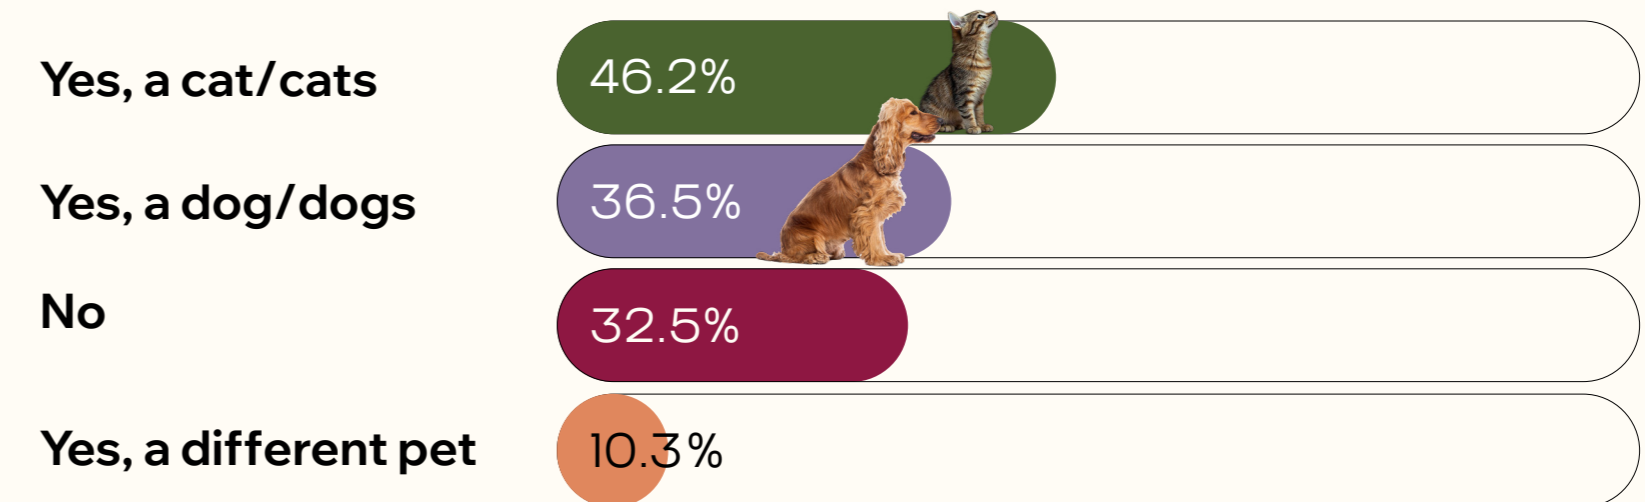 Yes, a cat/cats 46.2%
Yes, a dog/dogs 36.5%
No 32.5%
Yes, a different pet 10.3%